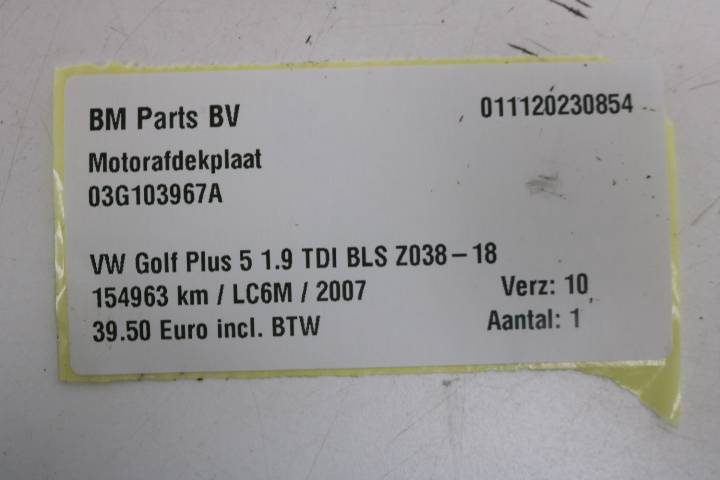 BM Parts BV 011120230854
Motorafdekplaat
03G103967A
VW Golf Plus 5 1.9 TDI BLS Z038-18
154963 km / LC6M / 2007 Verz: 10
39.50 Euro incl. BTW Aantal: 1